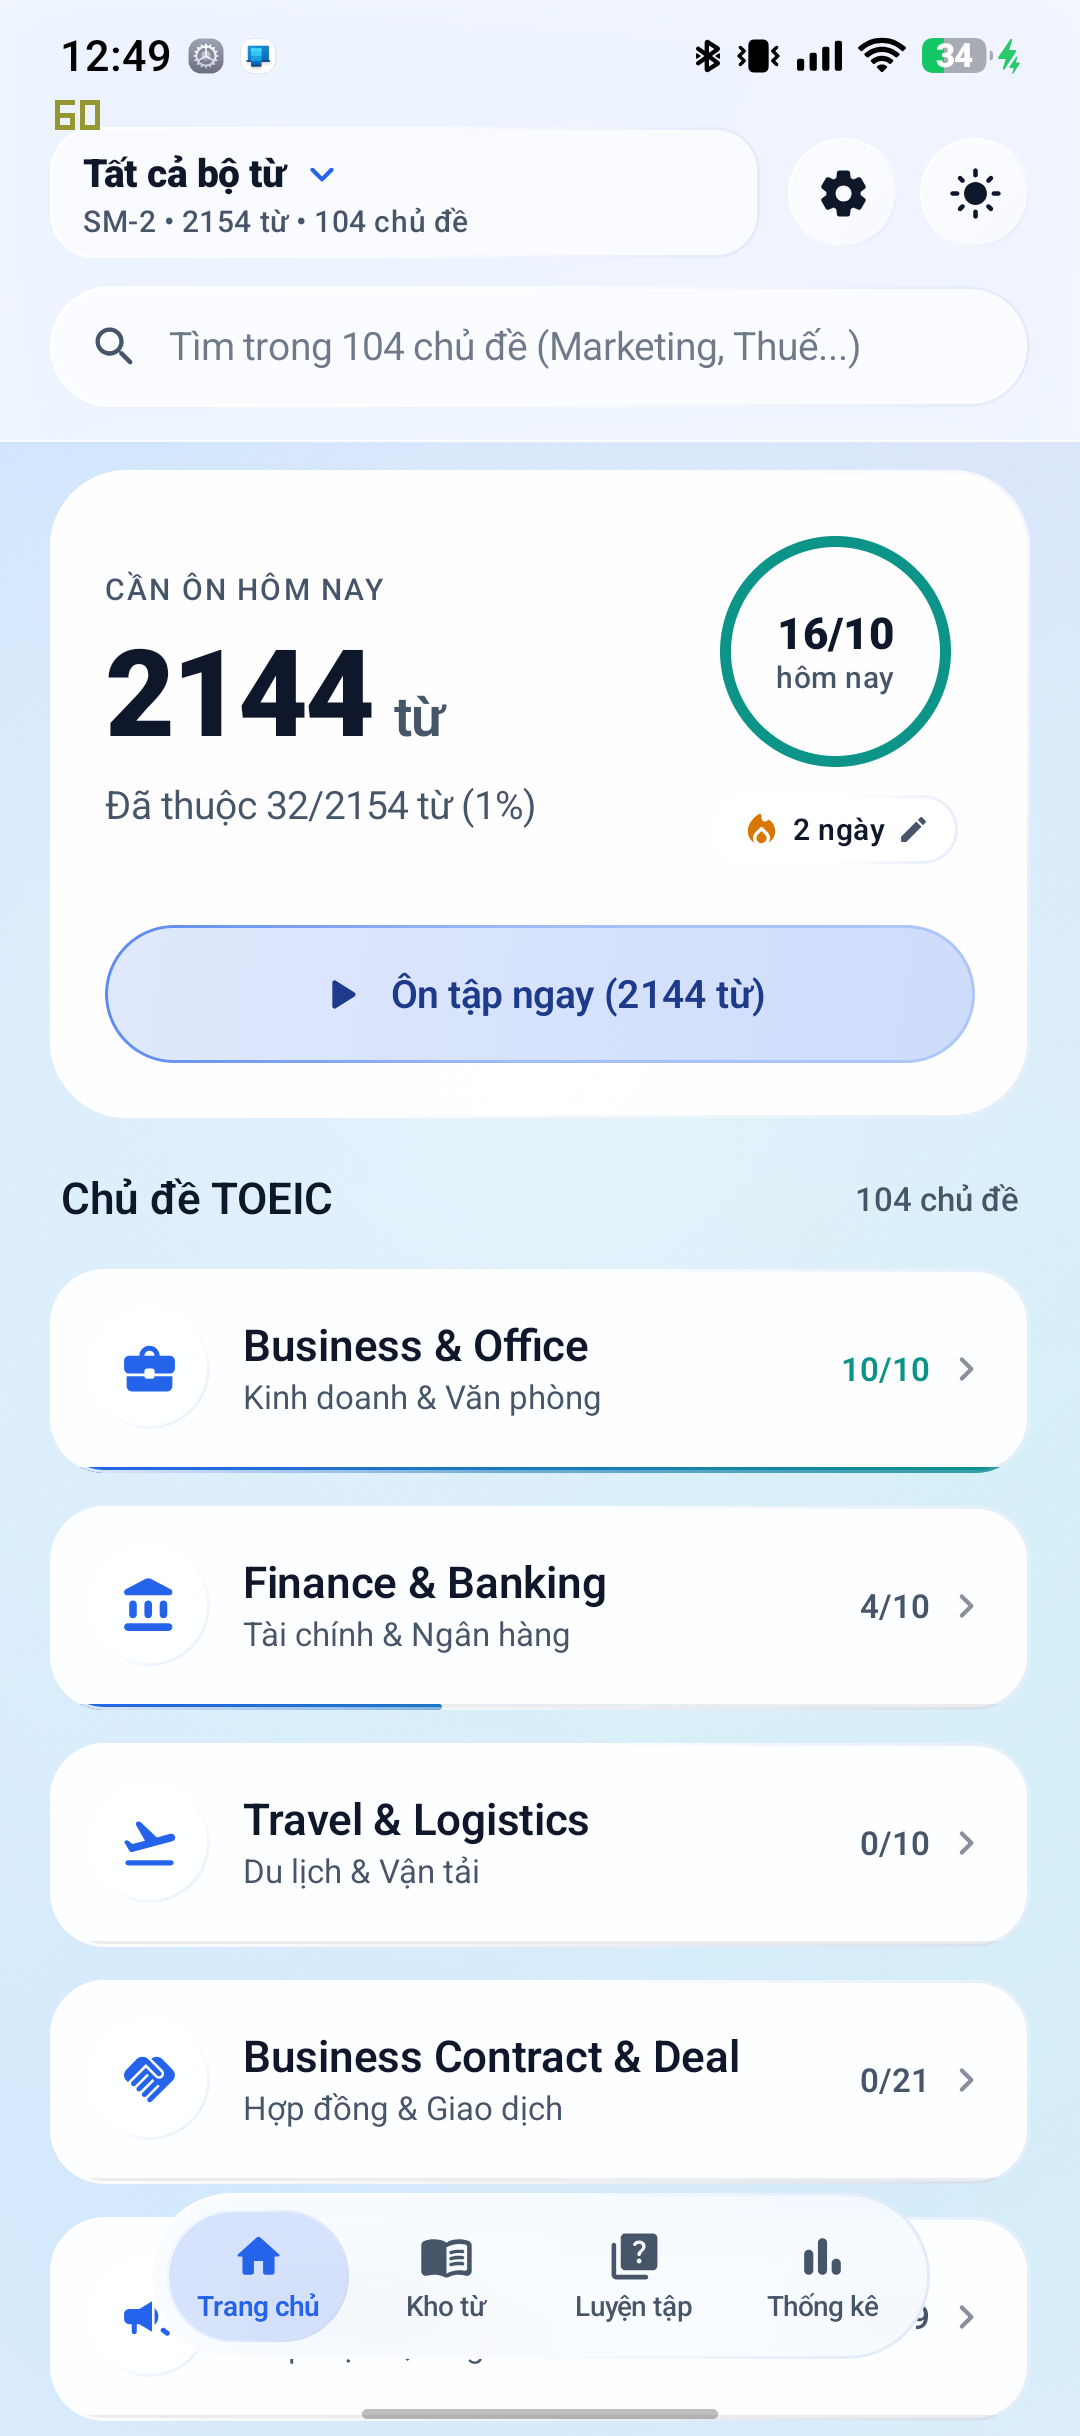 12:49
34
60
Tất cả bộ từ
SM-2 • 2154 từ • 104 chủ đề
Tìm trong 104 chủ đề (Marketing, Thuế...)
CẦN ÔN HÔM NAY
2144 từ
Đã thuộc 32/2154 từ (1%)
16/10
hôm nay
2 ngày
Ôn tập ngay (2144 từ)
Chủ đề TOEIC
104 chủ đề
Business & Office
Kinh doanh & Văn phòng
10/10
Finance & Banking
Tài chính & Ngân hàng
4/10
Travel & Logistics
Du lịch & Vận tải
0/10
Business Contract & Deal
Hợp đồng & Giao dịch
0/21
Trang chủ
Kho từ
Luyện tập
Thống kê